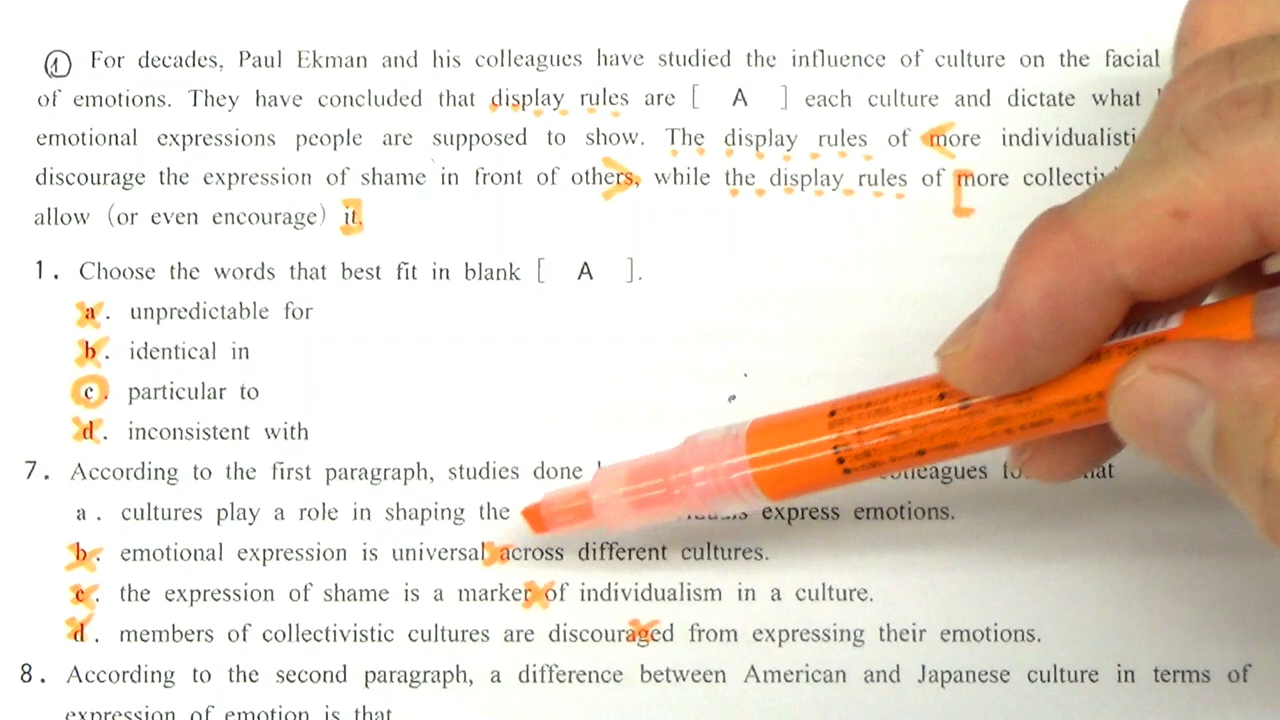 ① For decades, Paul Ekman and his colleagues have studied the influence of culture on the facial
of emotions. They have concluded that display rules are [ A ] each culture and dictate what
emotional expressions people are supposed to show. The display rules of more
discourage the expression of shame in front of others, while the display rules of more
allow (or even encourage) it.
1. Choose the words that best fit in blank [ A ].
a. unpredictable for
b. identical in
c. particular to
d. inconsistent with
7. According to the first paragraph, studies done
a. cultures play a role in shaping the express emotions.
b. emotional expression is universal across different cultures.
c. the expression of shame is a marker of individualism in a culture.
d. members of collectivistic cultures are discouraged from expressing their emotions.
8. According to the second paragraph, a difference between American and Japanese culture in terms of
expression of emotion is that